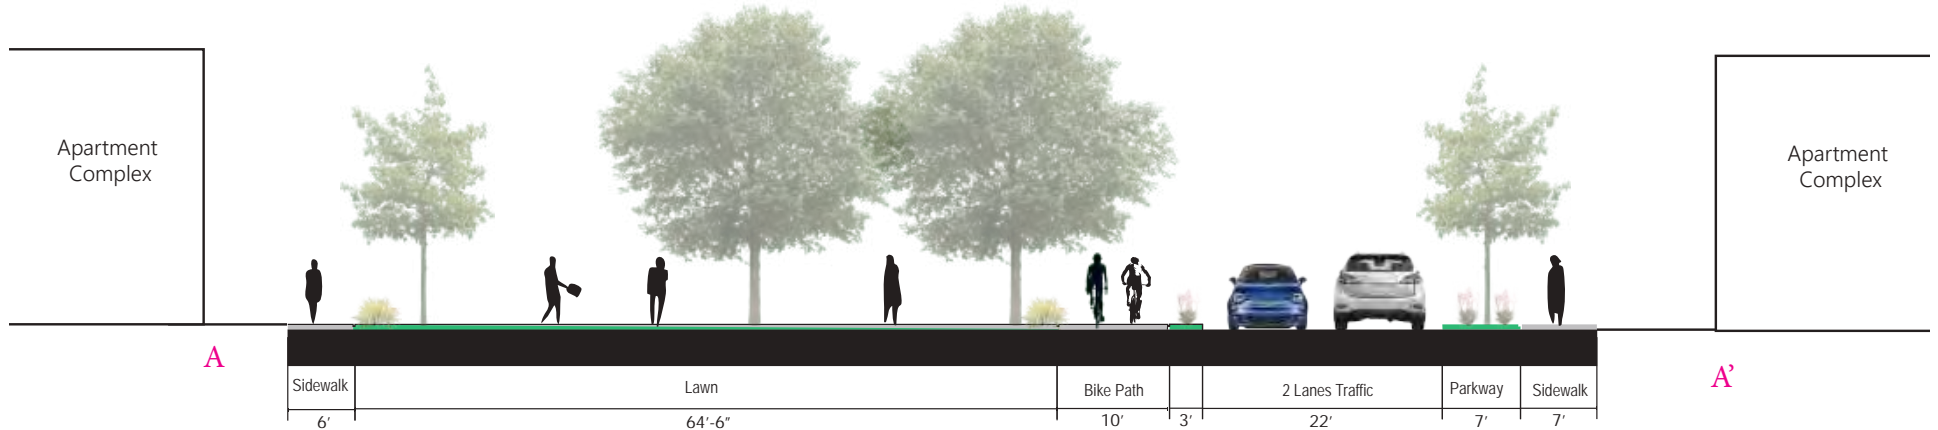 Apartment
Complex
Apartment
Complex
A
A’
Sidewalk
Lawn
Bike Path
2 Lanes Traffic
Parkway
Sidewalk
6’
64’-6”
10’
3’
22’
7’
7’